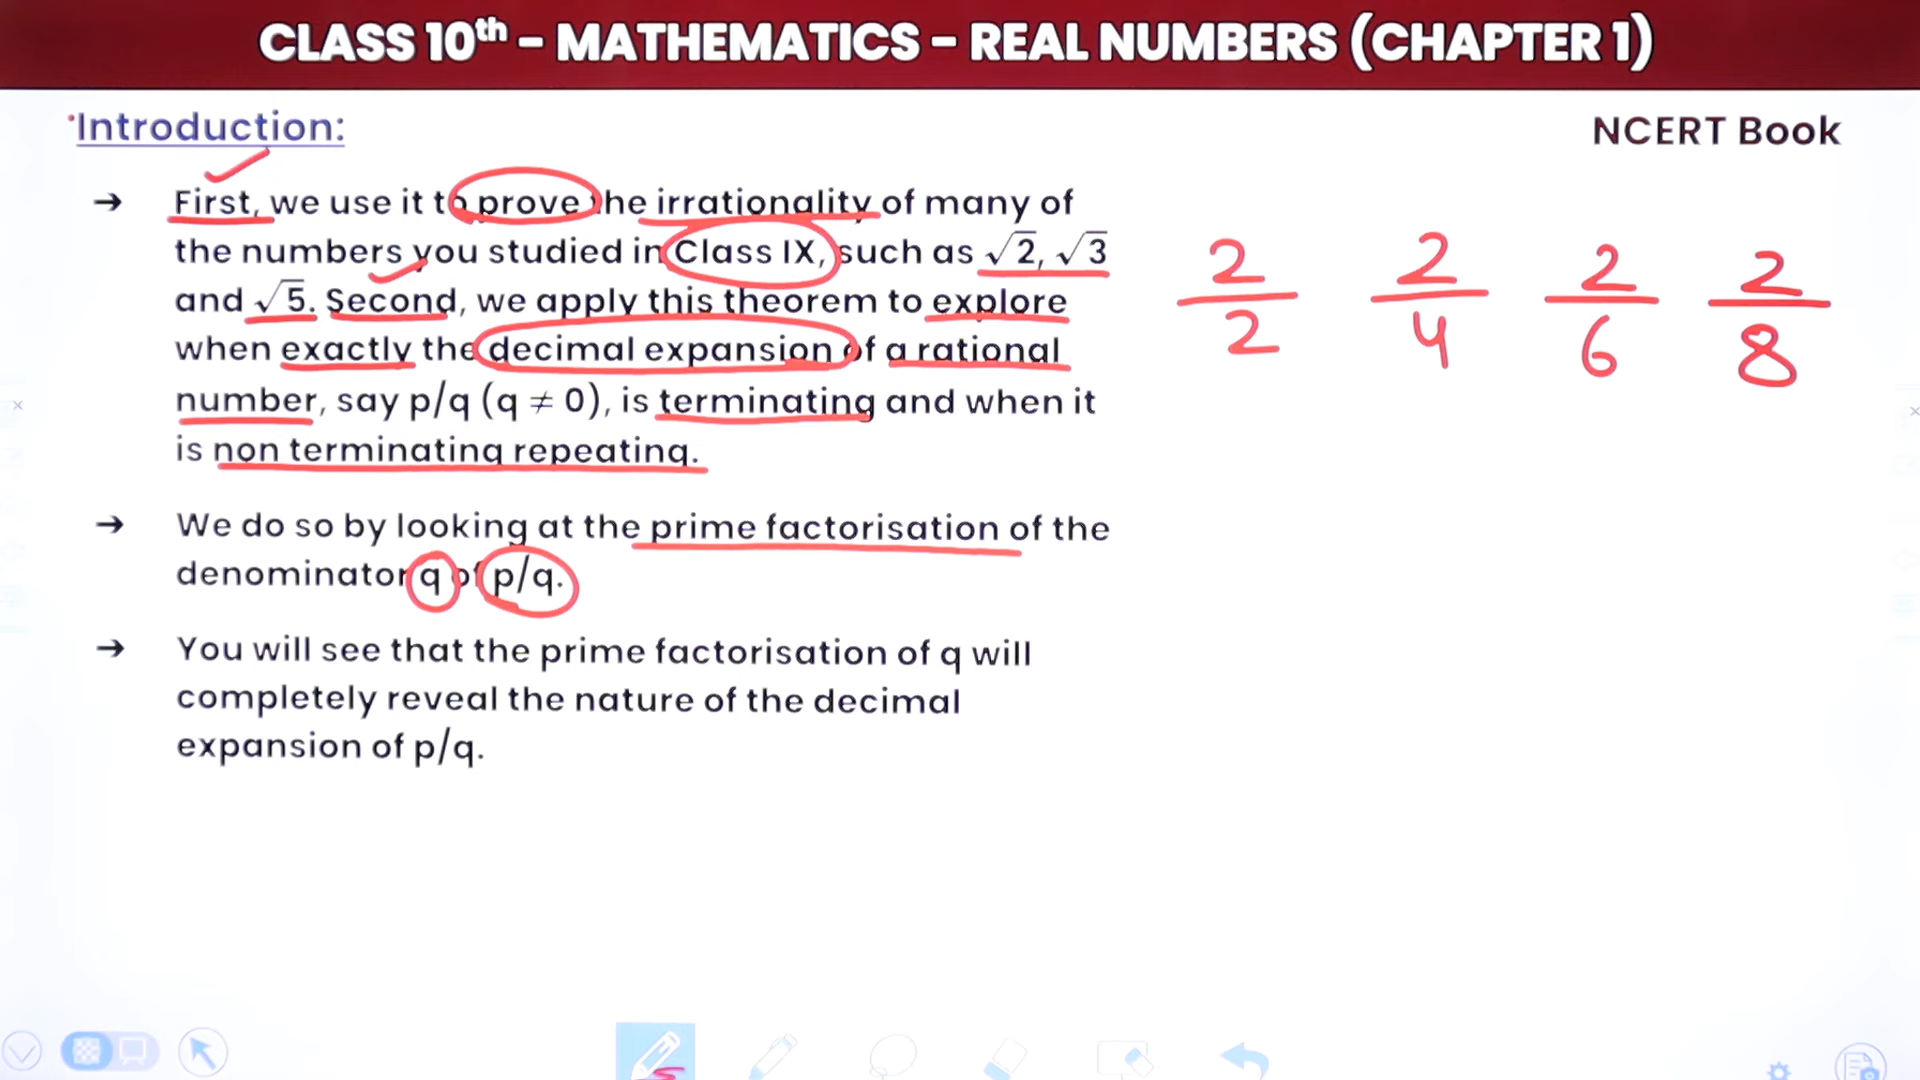 CLASS 10th - MATHEMATICS - REAL NUMBERS (CHAPTER 1)
Introduction:
NCERT Book
→ First, we use it to prove the irrationality of many of
the numbers you studied in Class IX, such as √2, √3
and √5. Second, we apply this theorem to explore
when exactly the decimal expansion of a rational
number, say p/q (q ≠ 0), is terminating and when it
is non terminating repeating.
→ We do so by looking at the prime factorisation of the
denominator q of p/q.
→ You will see that the prime factorisation of q will
completely reveal the nature of the decimal
expansion of p/q.
2/2 2/4 2/6 2/8